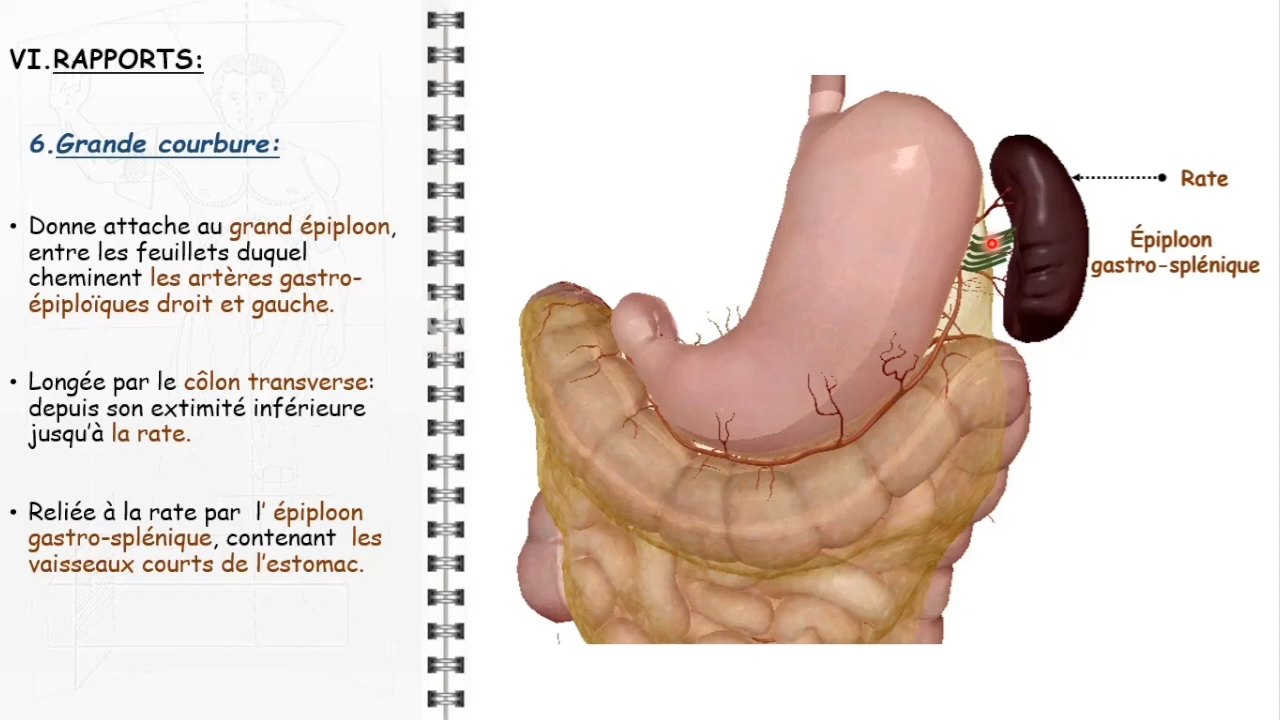 VI.RAPPORTS:
6.Grande courbure:
• Donne attache au grand épiploon,
entre les feuillets duquel
cheminent les artères gastro-
épiploïques droit et gauche.
• Longée par le côlon transverse:
depuis son extimité inférieure
jusqu'à la rate.
• Reliée à la rate par l' épiploon
gastro-splénique, contenant les
vaisseaux courts de l'estomac.
Rate
Épiploon
gastro-splénique